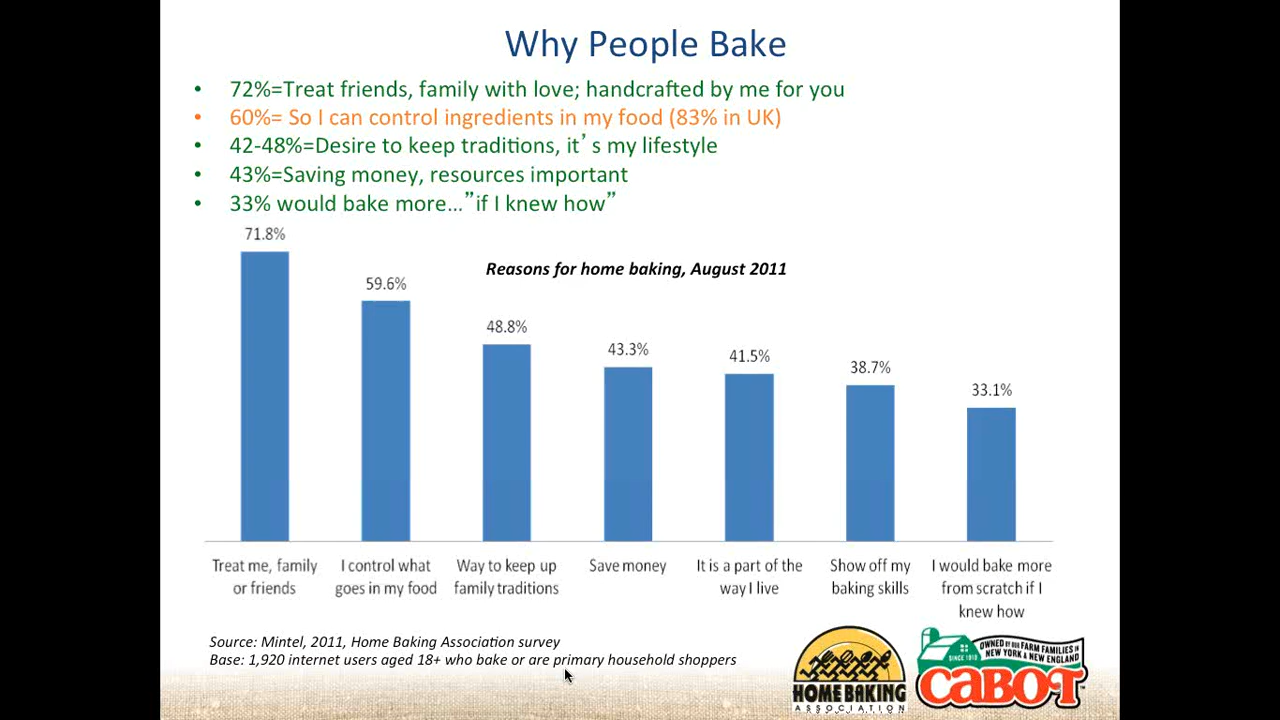 Why People Bake
• 72%=Treat friends, family with love; handcrafted by me for you
• 60%= So I can control ingredients in my food (83% in UK)
• 42-48%=Desire to keep traditions, it's my lifestyle
• 43%=Saving money, resources important
• 33% would bake more…"if I knew how"
Reasons for home baking, August 2011
71.8%
59.6%
48.8%
43.3%
41.5%
38.7%
33.1%
Treat me, family
or friends
I control what
goes in my food
Way to keep up
family traditions
Save money
It is a part of the
way I live
Show off my
baking skills
I would bake more
from scratch if I
knew how
Source: Mintel, 2011, Home Baking Association survey
Base: 1,920 internet users aged 18+ who bake or are primary household shoppers
HOME BAKING
ASSOCIATION
SINCE 1919
OWNED BY OUR FARM FAMILIES IN
NEW YORK & NEW ENGLAND
CABOT